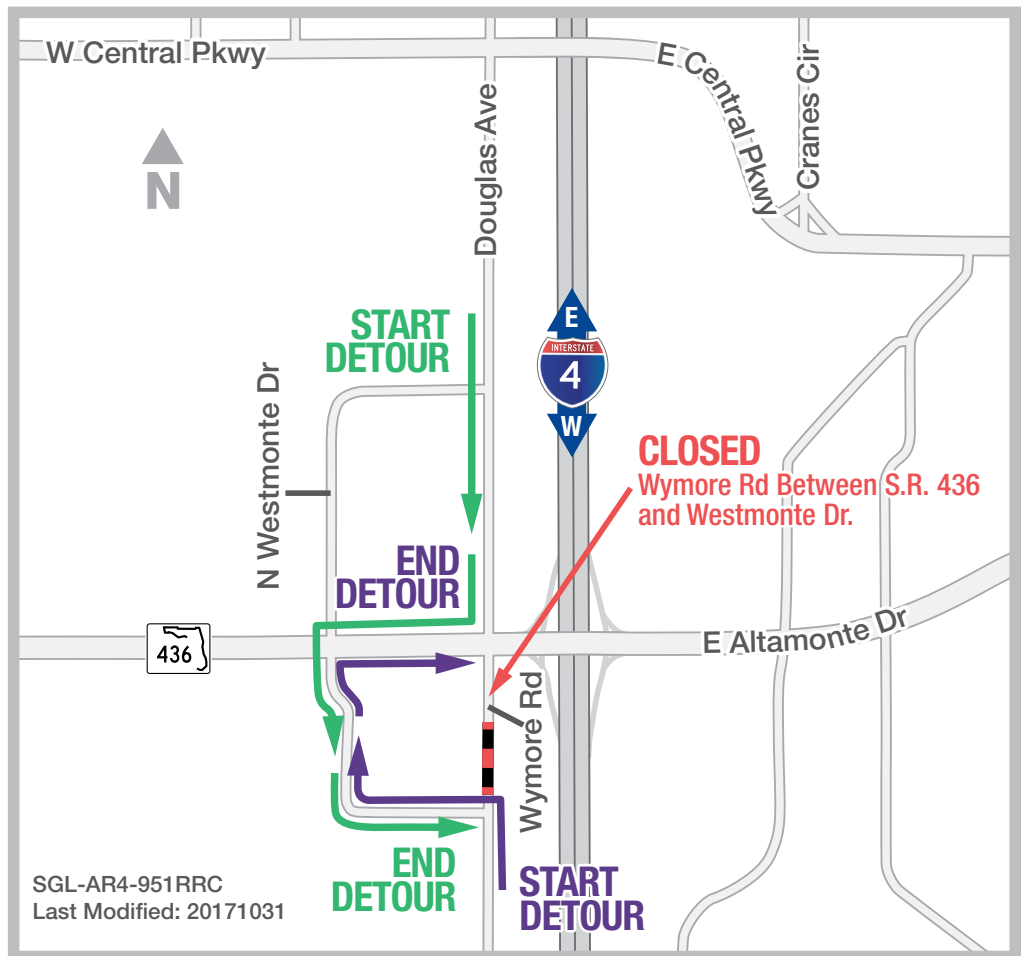 W Central Pkwy
E Central Pkwy
Cranes Cir
N
Douglas Ave
START
DETOUR
E
INTERSTATE
4
W
N Westmonte Dr
CLOSED
Wymore Rd Between S.R. 436
and Westmonte Dr.
END
DETOUR
436
E Altamonte Dr
Wymore Rd
END
DETOUR
START
DETOUR
SGL-AR4-951RRC
Last Modified: 20171031